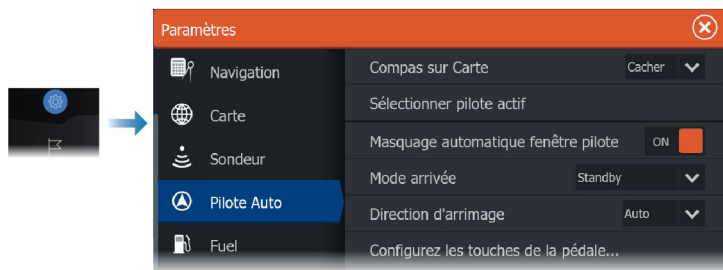 Paramètres
Navigation
Carte
Sondeur
Pilote Auto
Fuel
Compas sur Carte Cacher
Sélectionner pilote actif
Masquage automatique fenêtre pilote ON
Mode arrivée Standby
Direction d'arrimage Auto
Configurez les touches de la pédale...